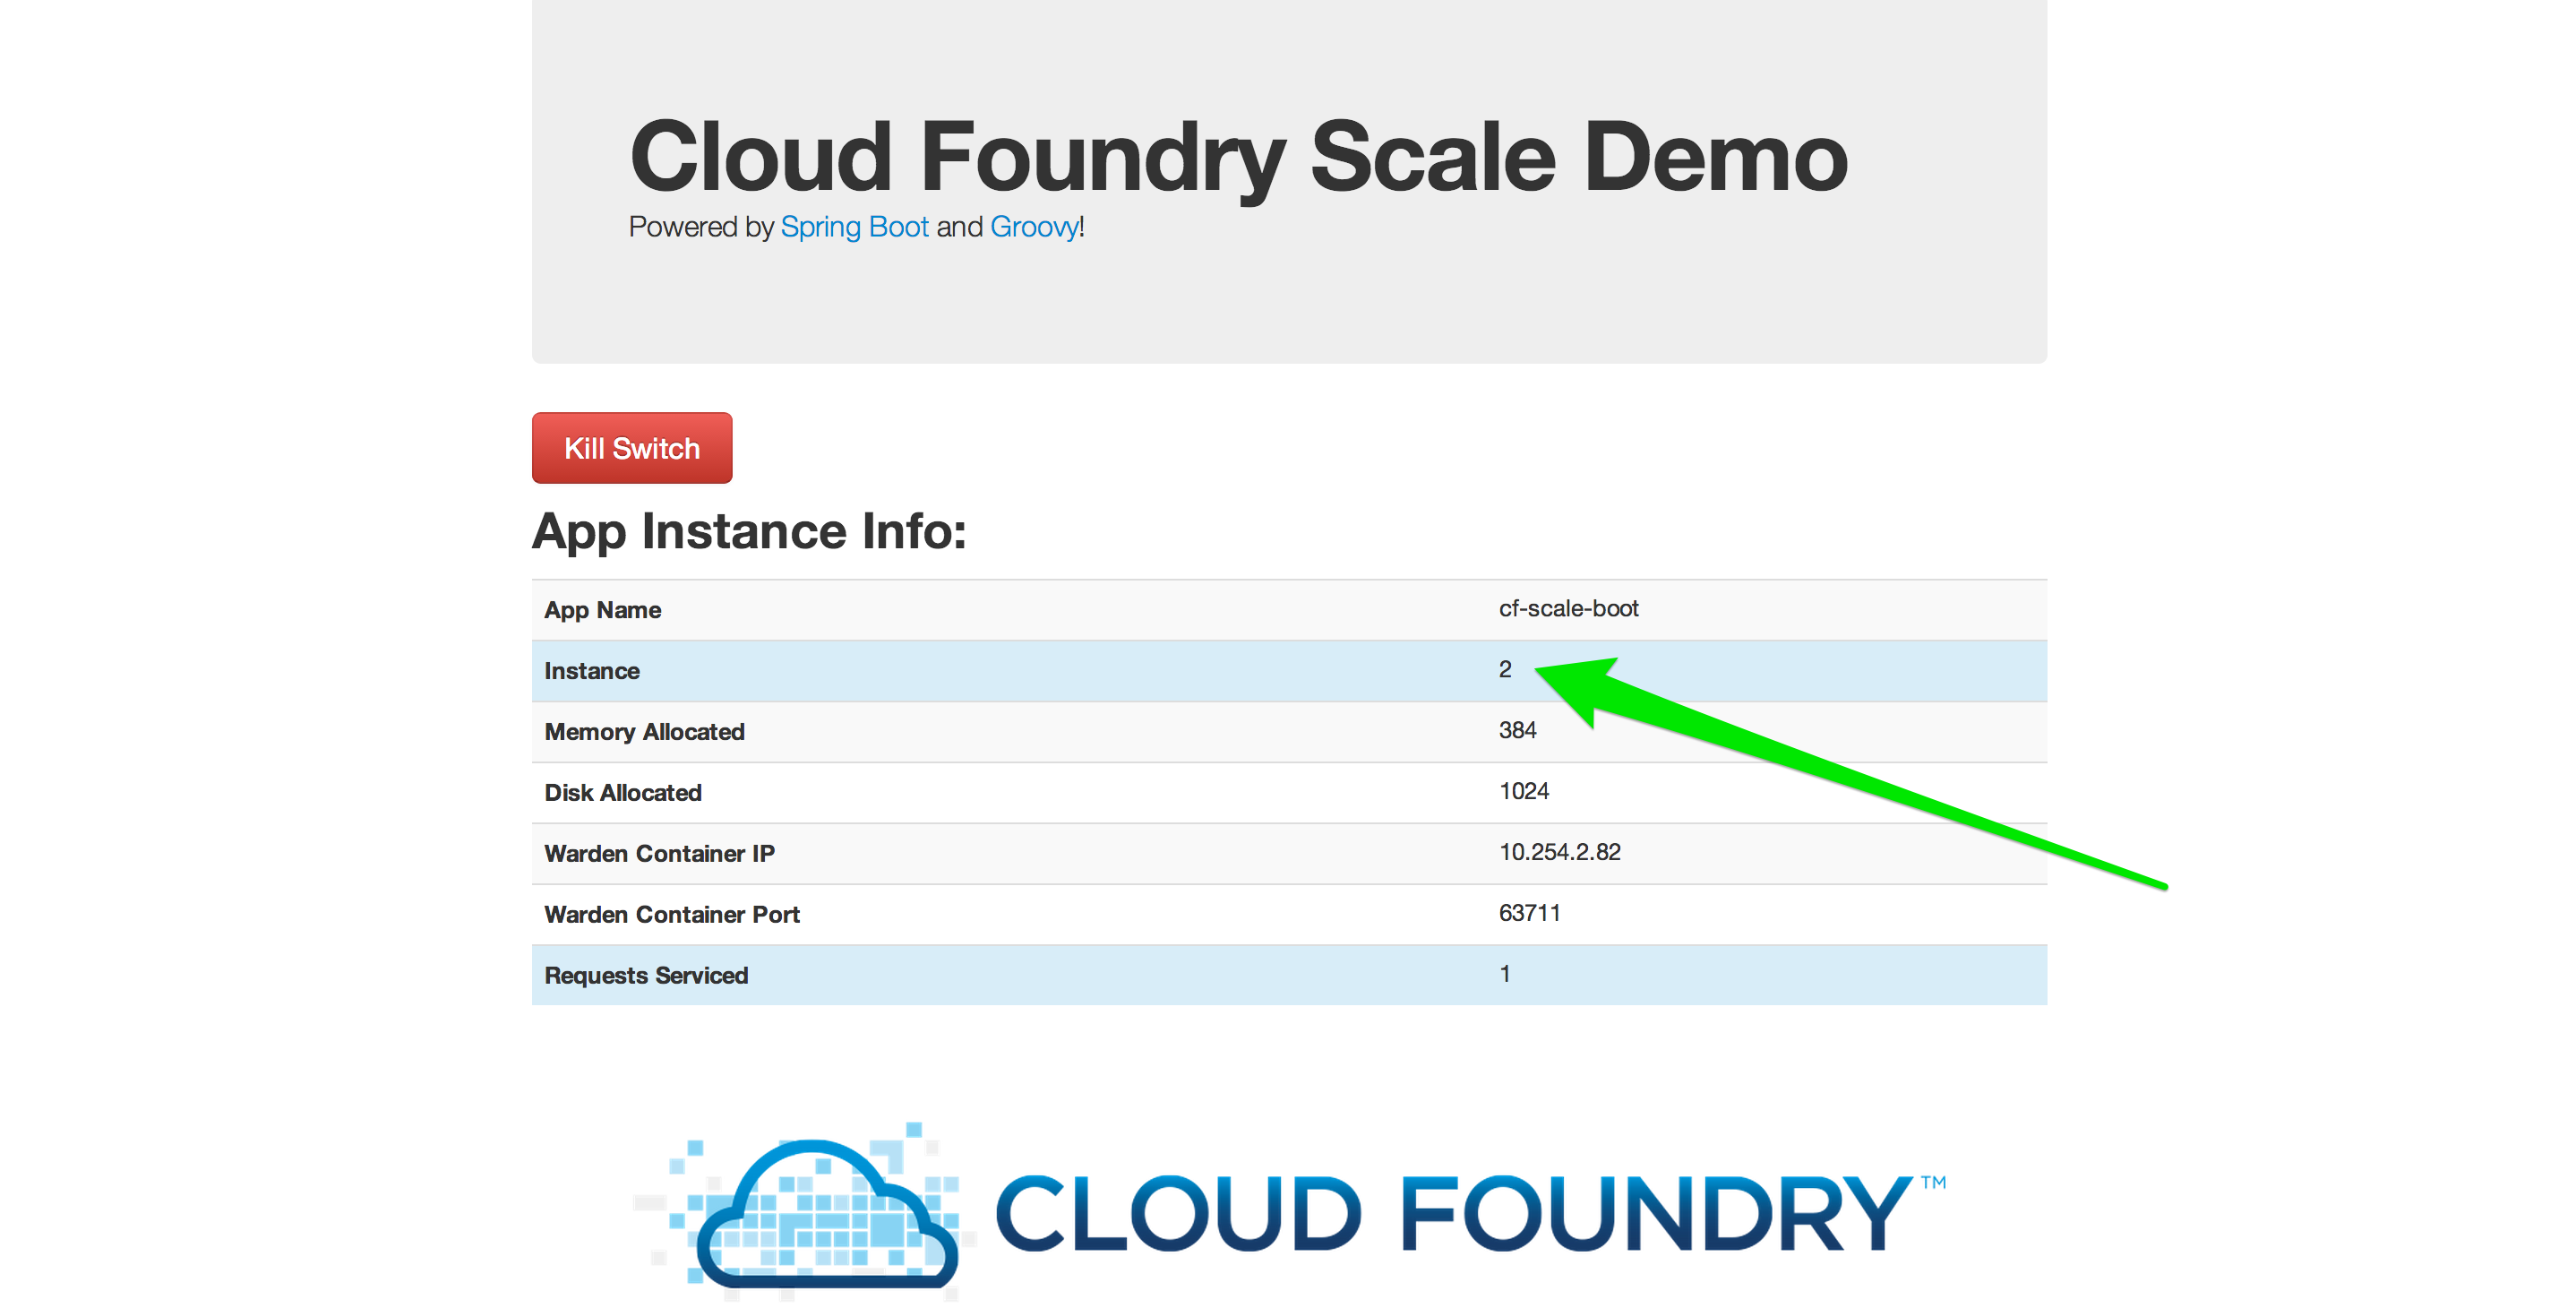 Cloud Foundry Scale Demo
Powered by Spring Boot and Groovy!
Kill Switch
App Instance Info:
App Name cf-scale-boot
Instance 2
Memory Allocated 384
Disk Allocated 1024
Warden Container IP 10.254.2.82
Warden Container Port 63711
Requests Serviced 1
CLOUD FOUNDRY™